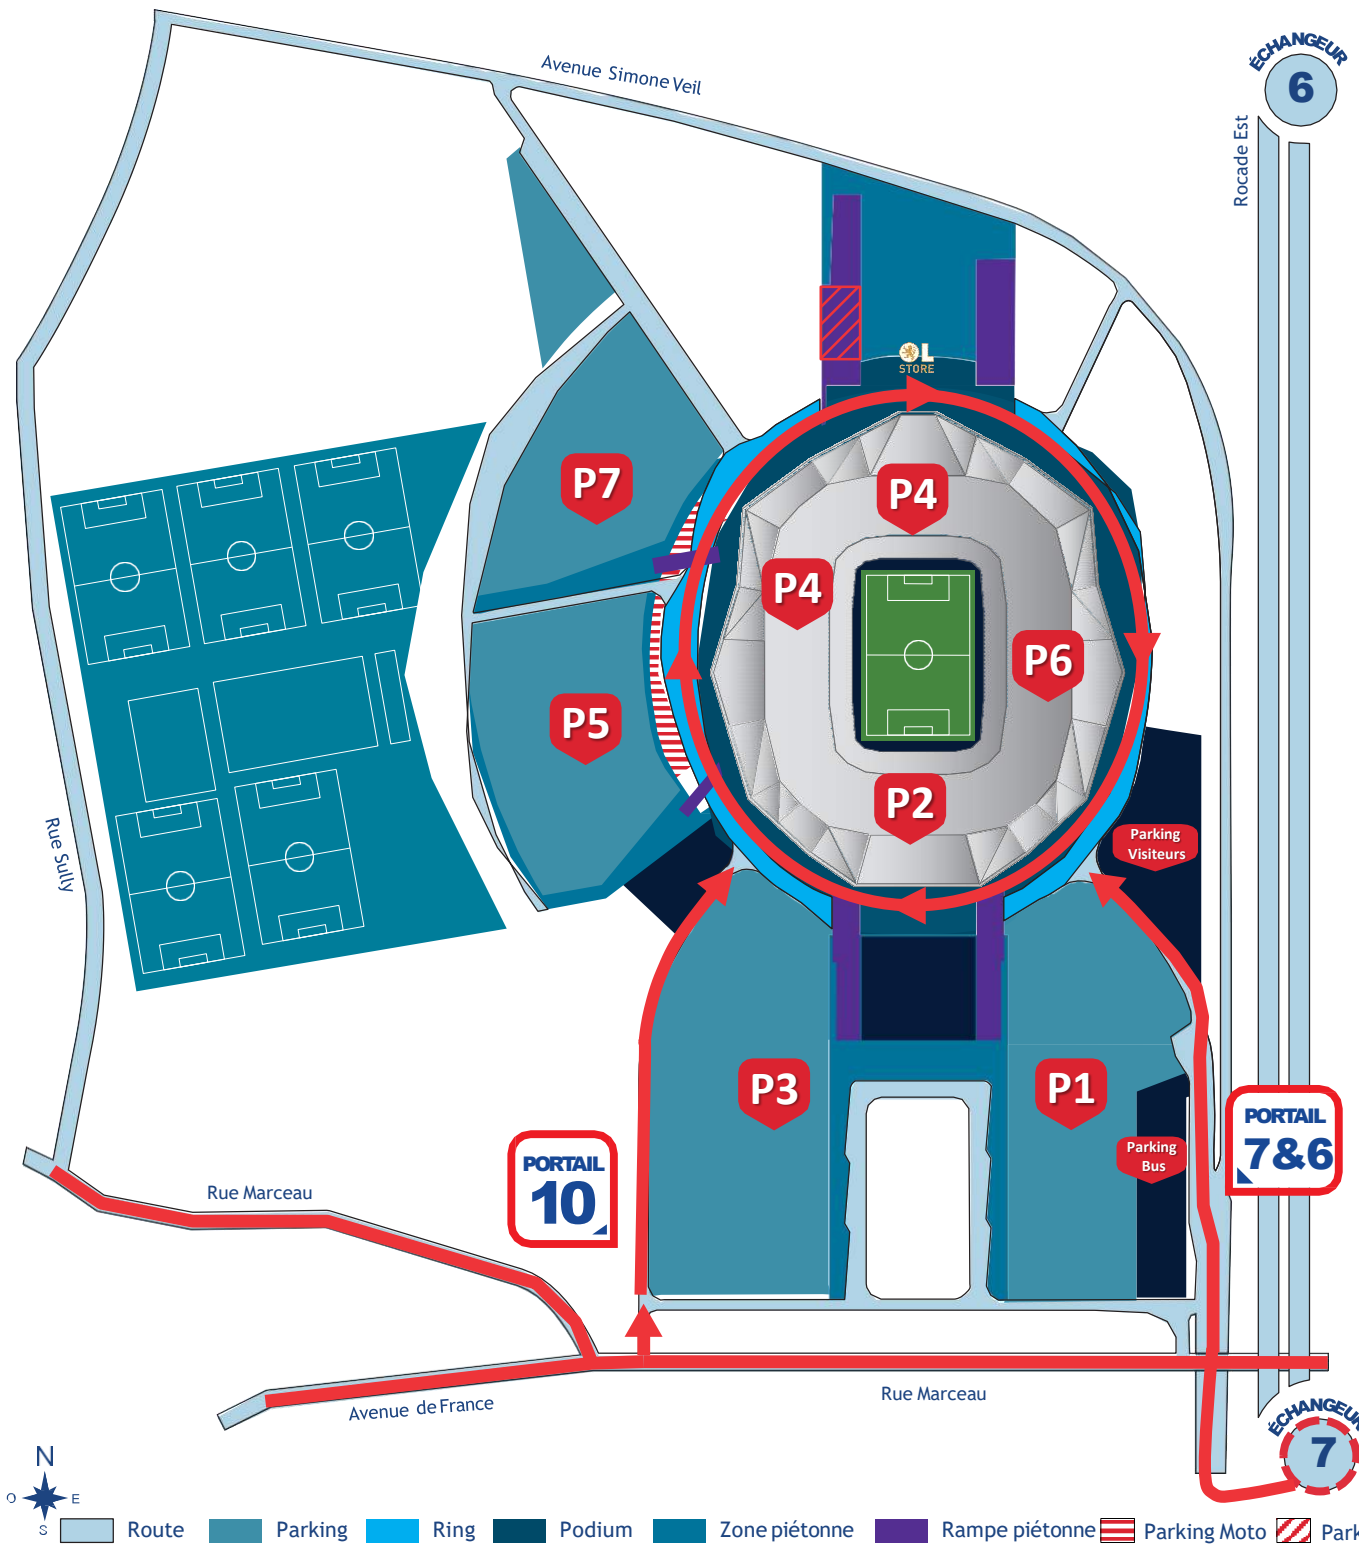 ÉCHANGEUR
6
Avenue Simone Veil
Rocade Est
OL
STORE
P7
P4
P4
P6
P5
P2
Parking
Visiteurs
Rue Sully
P3
P1
PORTAIL
7&6
PORTAIL
10
Parking
Bus
Rue Marceau
Rue Marceau
Avenue de France
ÉCHANGEUR
7
N
O
E
S
Route
Parking
Ring
Podium
Zone piétonne
Rampe piétonne
Parking Moto
Park